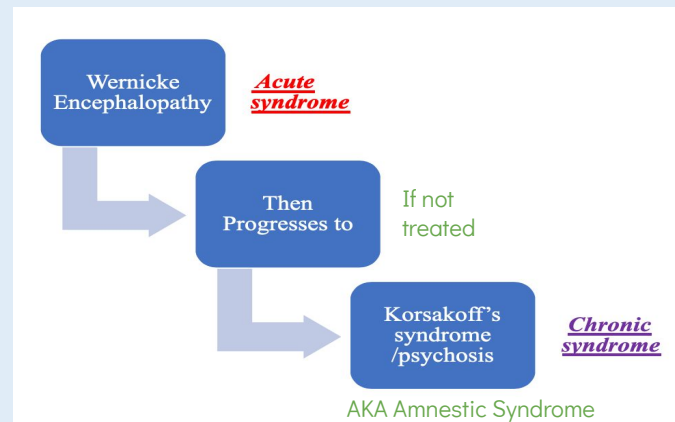 Wernicke
Encephalopathy
Acute
syndrome
Then
Progresses to
If not
treated
Korsakoff's
syndrome
/psychosis
Chronic
syndrome
AKA Amnestic Syndrome